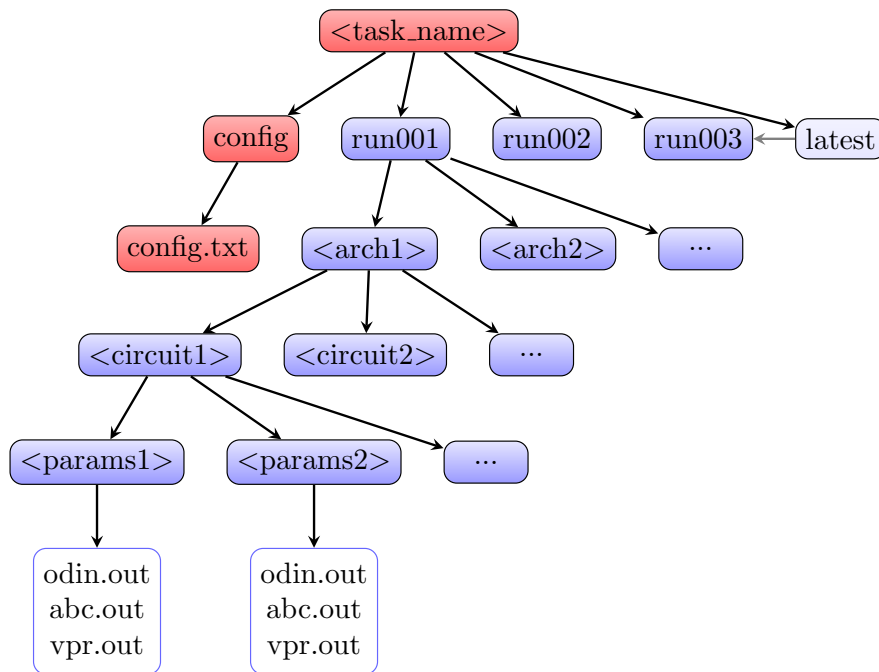 <task_name>
config
run001
run002
run003
latest
config.txt
<arch1>
<arch2>
...
<circuit1>
<circuit2>
...
<params1>
<params2>
...
odin.out
abc.out
vpr.out
odin.out
abc.out
vpr.out